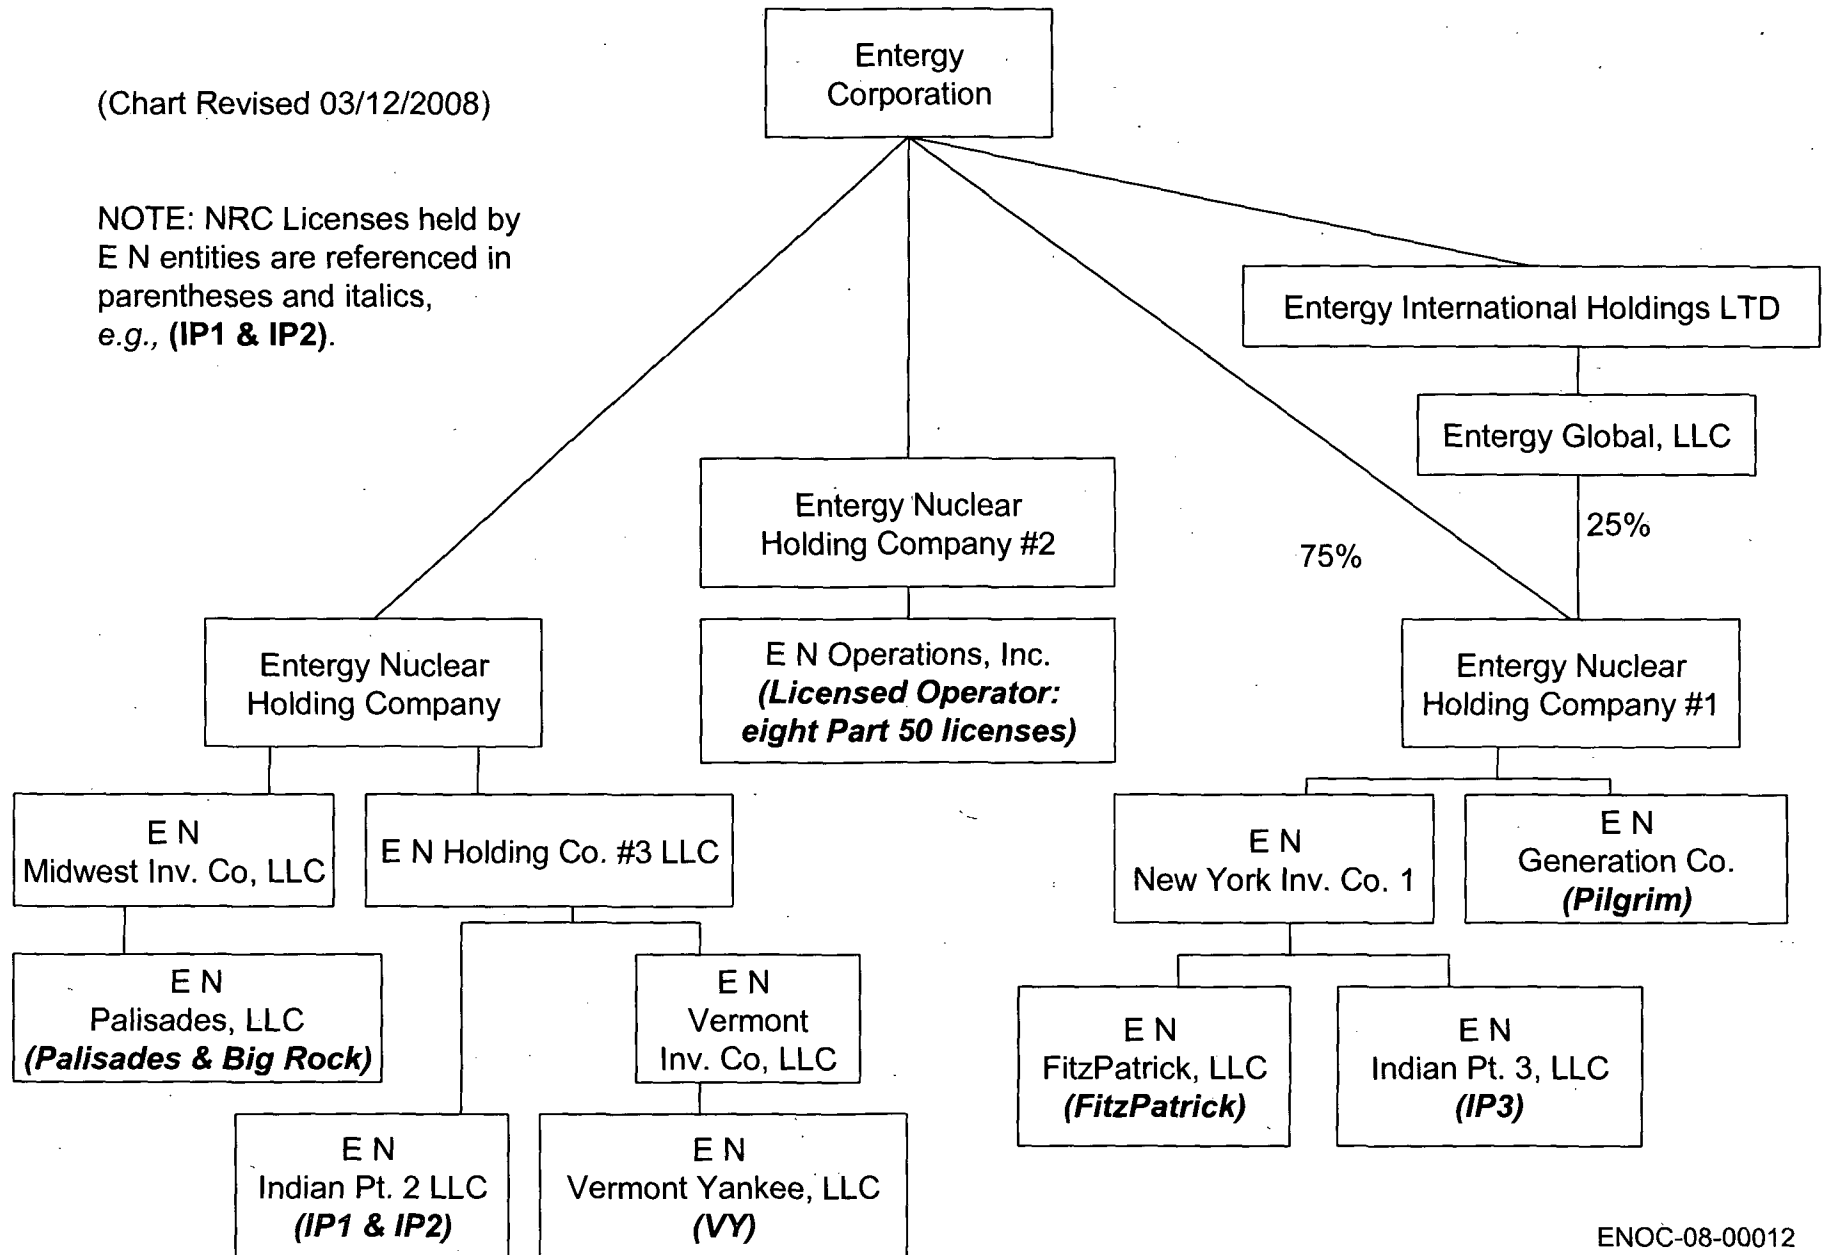 Entergy
Corporation
(Chart Revised 03/12/2008)
NOTE: NRC Licenses held by
E N entities are referenced in
parentheses and italics,
e.g., (IP1 & IP2).
Entergy International Holdings LTD
Entergy Global, LLC
25%
75%
Entergy Nuclear
Holding Company #2
E N Operations, Inc.
(Licensed Operator:
eight Part 50 licenses)
Entergy Nuclear
Holding Company
Entergy Nuclear
Holding Company #1
E N
Midwest Inv. Co, LLC
E N Holding Co. #3 LLC
E N
New York Inv. Co. 1
E N
Generation Co.
(Pilgrim)
E N
Palisades, LLC
(Palisades & Big Rock)
E N
Vermont
Inv. Co, LLC
E N
FitzPatrick, LLC
(FitzPatrick)
E N
Indian Pt. 3, LLC
(IP3)
E N
Indian Pt. 2 LLC
(IP1 & IP2)
E N
Vermont Yankee, LLC
(VY)
ENOC-08-00012